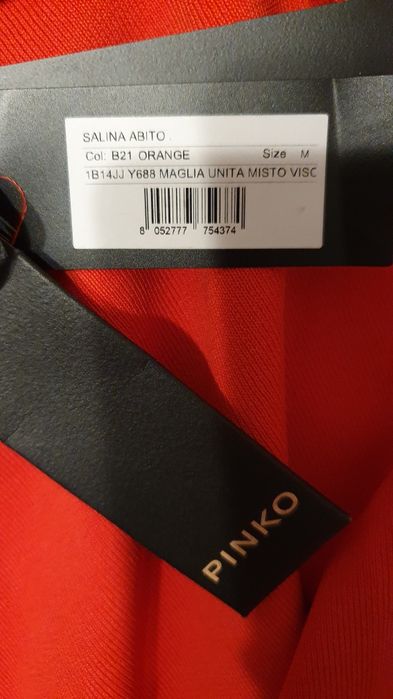 SALINA ABITO .
Col: B21 ORANGE Size M
1B14JJ Y688 MAGLIA UNITA MISTO VISC
8 052777 754374
PINKO